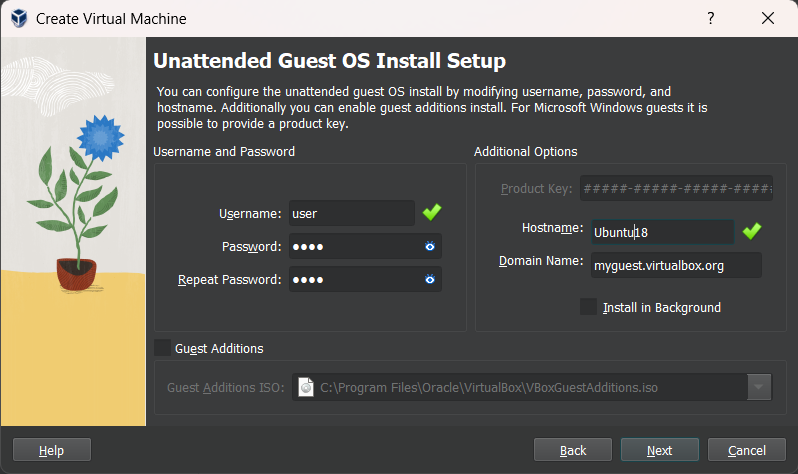 Create Virtual Machine
?
Unattended Guest OS Install Setup
You can configure the unattended guest OS install by modifying username, password, and
hostname. Additionally you can enable guest additions install. For Microsoft Windows guests it is
possible to provide a product key.
Username and Password
Username: user
Password: ●●●●
Repeat Password: ●●●●
Additional Options
Product Key: #####-#####-#####-#####
Hostname: Ubuntu18
Domain Name: myguest.virtualbox.org
Install in Background
Guest Additions
Guest Additions ISO: C:\Program Files\Oracle\VirtualBox\VBoxGuestAdditions.iso
Help
Back
Next
Cancel